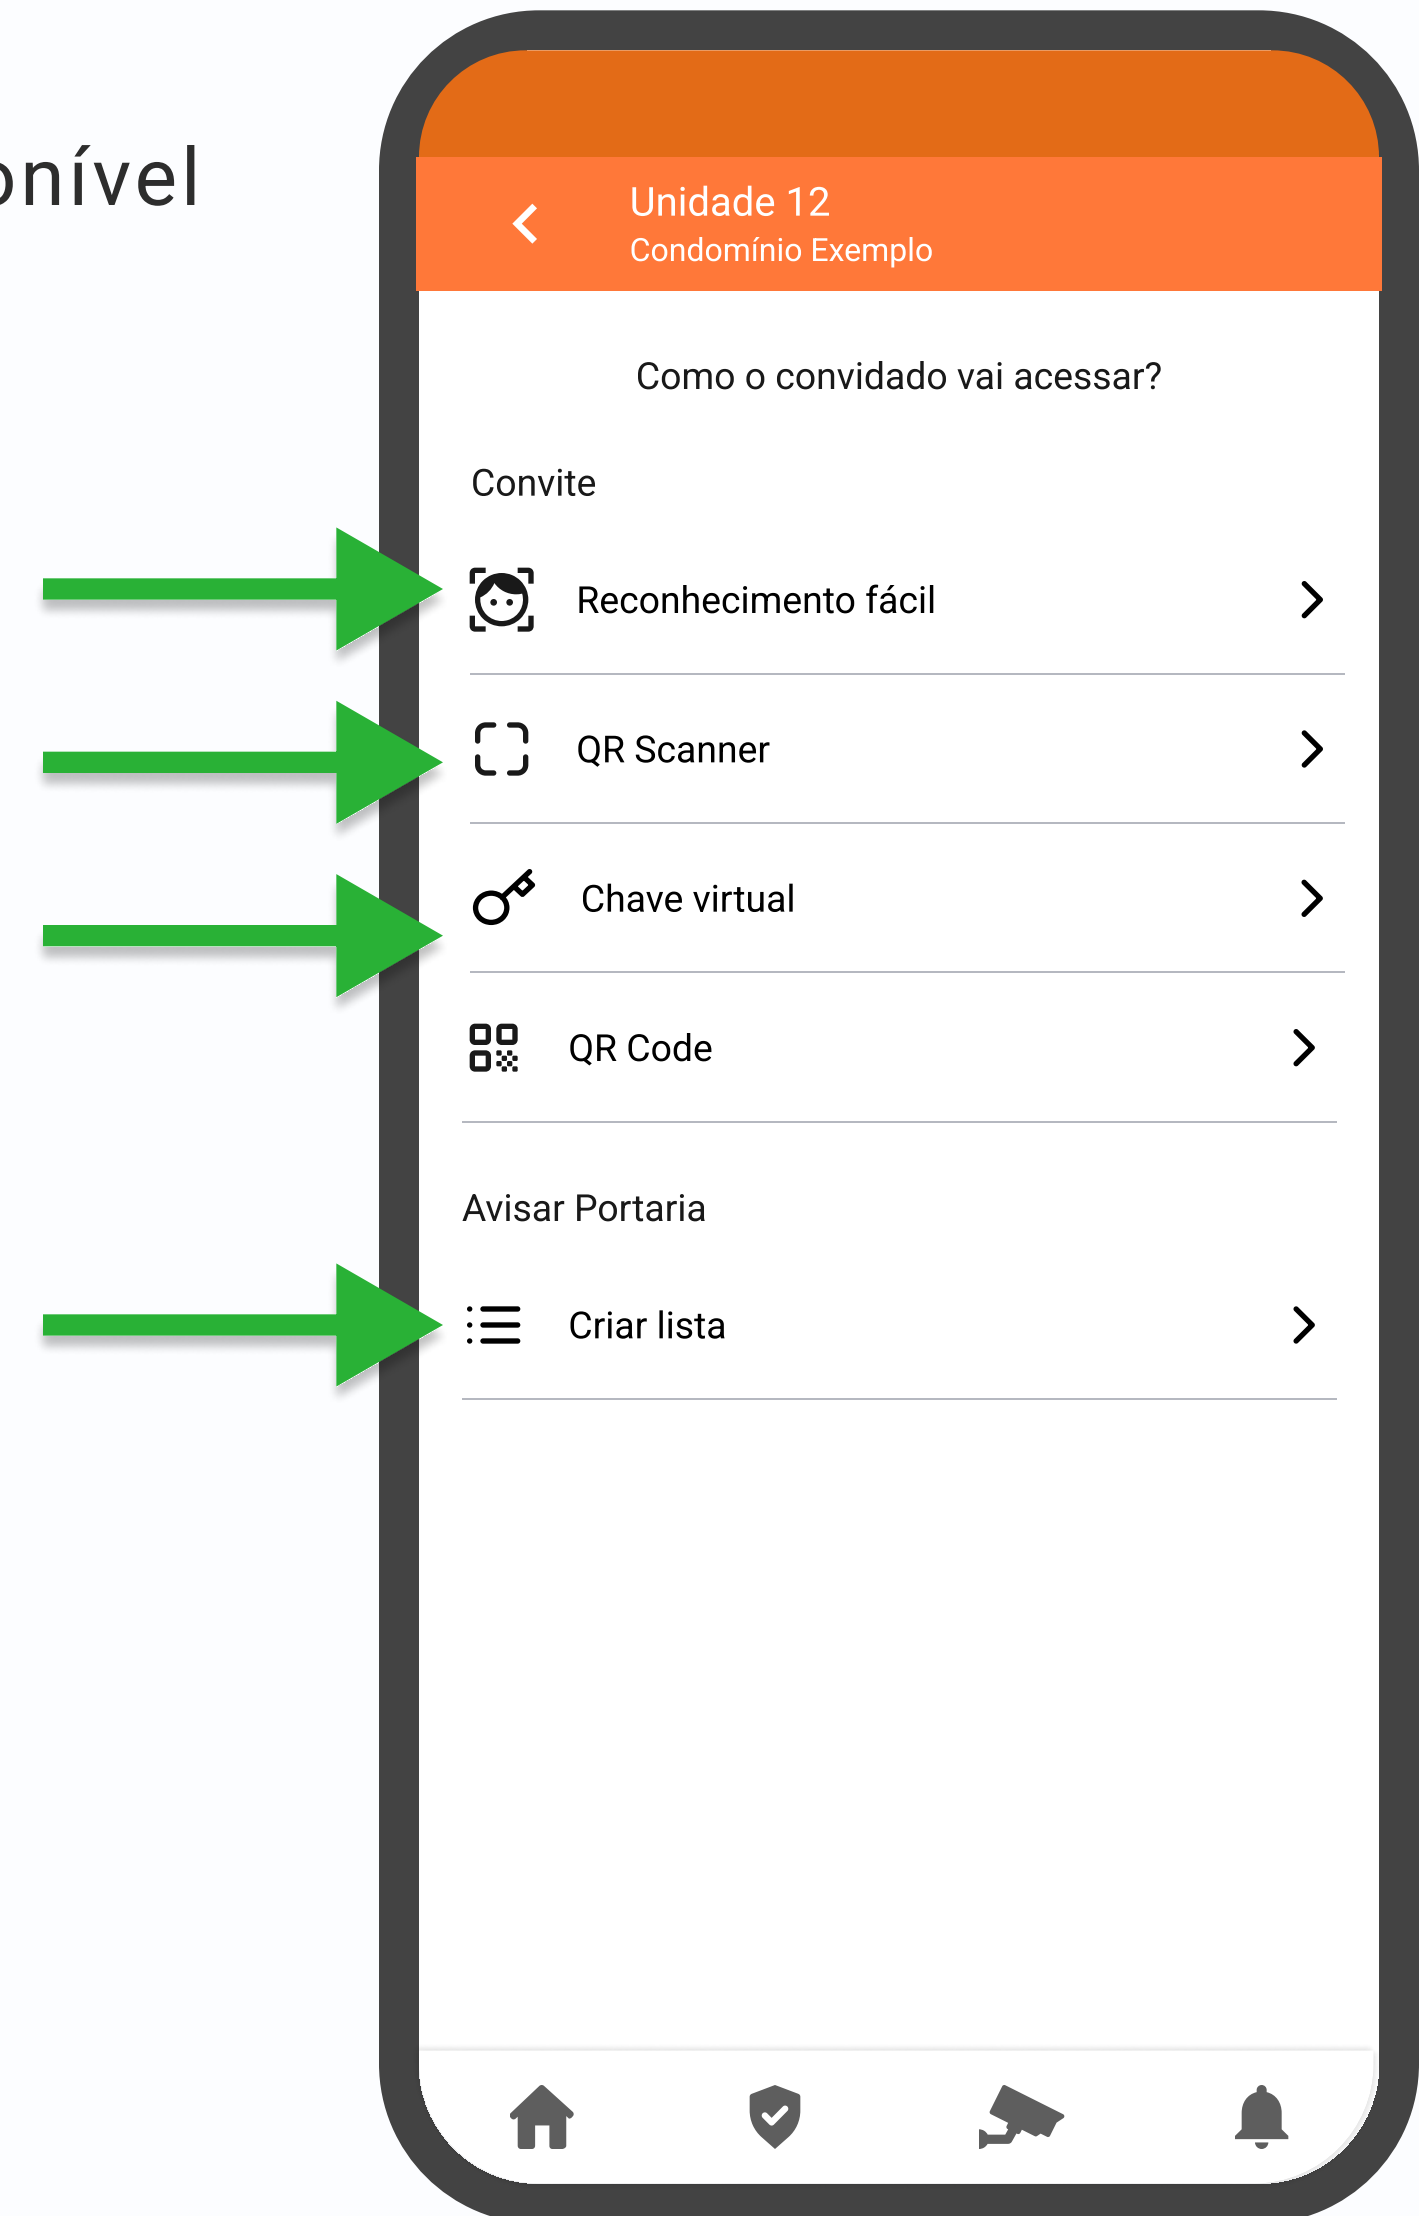 onível
Unidade 12
Condomínio Exemplo
Como o convidado vai acessar?
Convite
Reconhecimento fácil
QR Scanner
Chave virtual
QR Code
Avisar Portaria
Criar lista